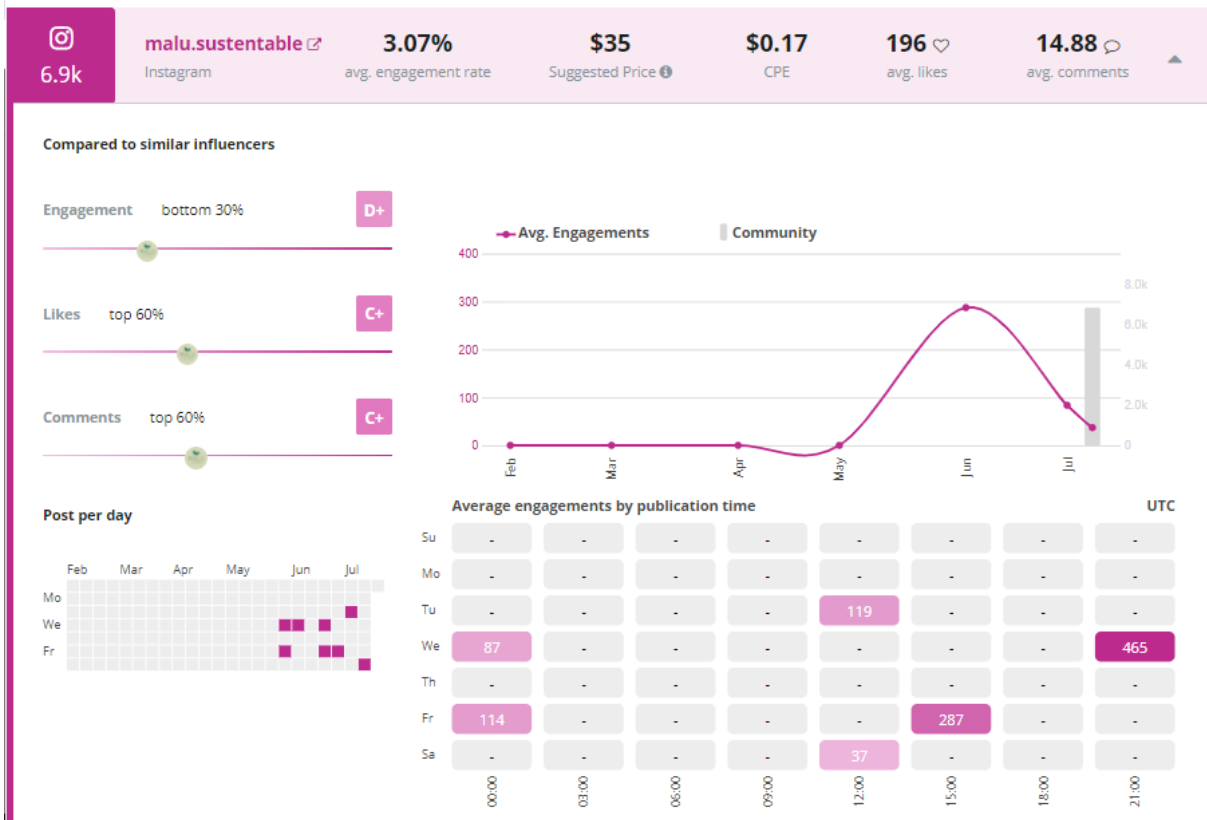 malu.sustentable 3.07% $35 $0.17 196 14.88
6.9k Instagram avg. engagement rate Suggested Price CPE avg. likes avg. comments
Compared to similar influencers
Engagement bottom 30% D+
Likes top 60% C+
Comments top 60% C+
Avg. Engagements Community
400
300
200
100
0
8.0k
6.0k
4.0k
2.0k
0
Feb Mar Apr May Jun Jul
Post per day
Feb Mar Apr May Jun Jul
Mo
We
Fr
Average engagements by publication time UTC
Su - - - - - - - -
Mo - - - - - - - -
Tu - - - - 119 - - -
We 87 - - - - - - 465
Th - - - - - - - -
Fr 114 - - - - 287 - -
Sa - - - - 37 - - -
00:00 03:00 06:00 09:00 12:00 15:00 18:00 21:00